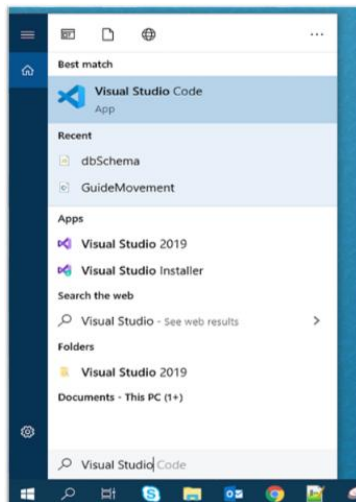 Best match
Visual Studio Code
App
Recent
dbSchema
GuideMovement
Apps
Visual Studio 2019
Visual Studio Installer
Search the web
Visual Studio - See web results
Folders
Visual Studio 2019
Documents - This PC (1+)
Visual Studio Code